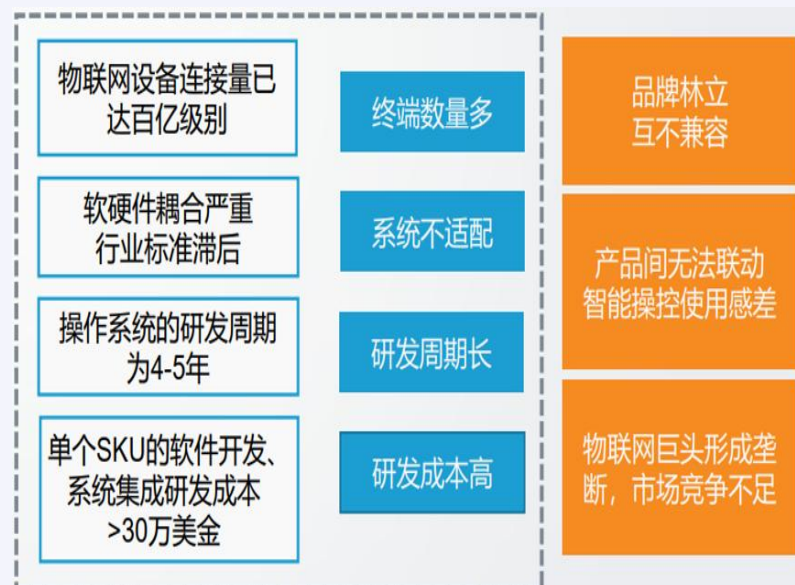 物联网设备连接量已
达百亿级别
终端数量多
软硬件耦合严重
行业标准滞后
系统不适配
操作系统的研发周期
为4-5年
研发周期长
单个SKU的软件开发、
系统集成研发成本
>30万美金
研发成本高
品牌林立
互不兼容
产品间无法联动
智能操控使用感差
物联网巨头形成垄
断，市场竞争不足